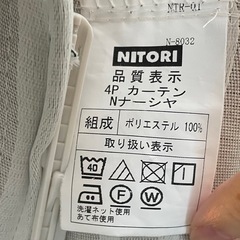 NTR-01
N-8032
NITORI
品質表示
4P カーテン
Nナーシヤ
組成 ポリエステル 100%
取り扱い表示
40
F W
洗濯ネット使用
あて布使用